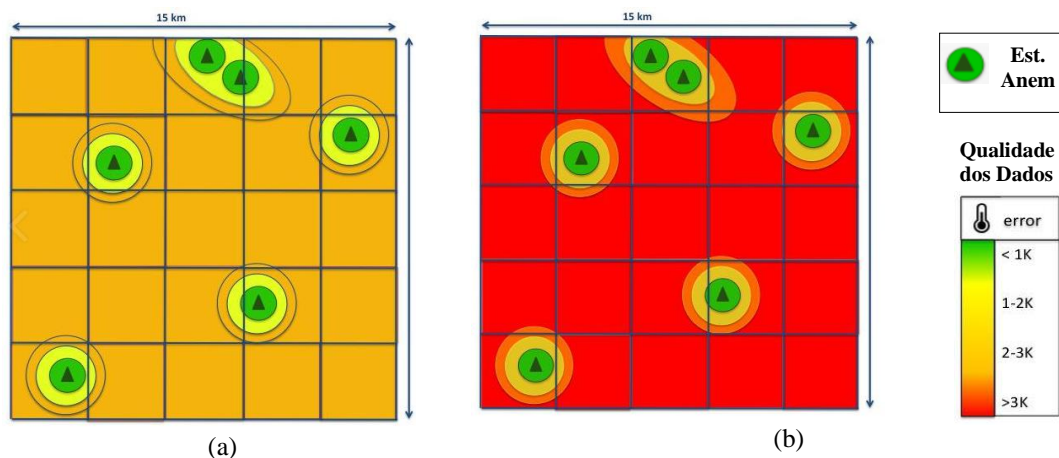 15 km
15 km
Est.
Anem
Qualidade
dos Dados
error
< 1K
1-2K
2-3K
>3K
(a)
(b)